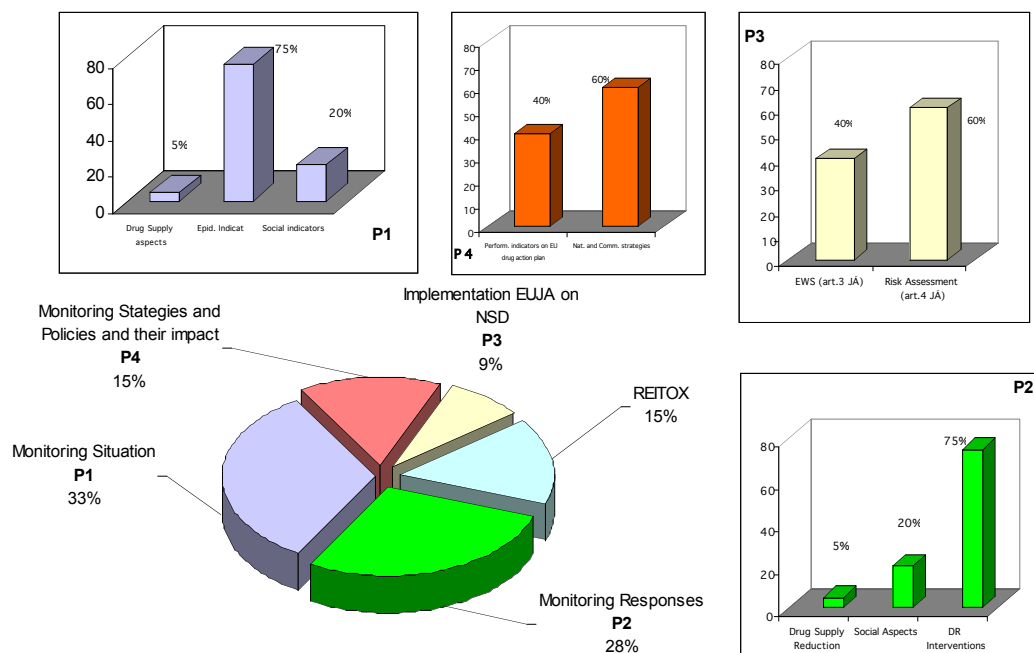 75%
80
60
40
20
0
5%
20%
Drug Supply
aspects
Epid. Indicat
Social indicators
P1
80
70
60
50
40
30
20
10
0
40%
60%
Perform. indicators on EU
drug action plan
Nat. and Comm. strategies
P 4
P3
80
70
60
50
40
30
20
10
0
40%
60%
EWS (art.3 JÁ)
Risk Assessment
(art.4 JÁ)
Monitoring Stategies and
Policies and their impact
P4
15%
Implementation EUJA on
NSD
P3
9%
REITOX
15%
Monitoring Situation
P1
33%
Monitoring Responses
P2
28%
P2
80
60
40
20
0
5%
20%
75%
Drug Supply
Reduction
Social Aspects
DR
Interventions